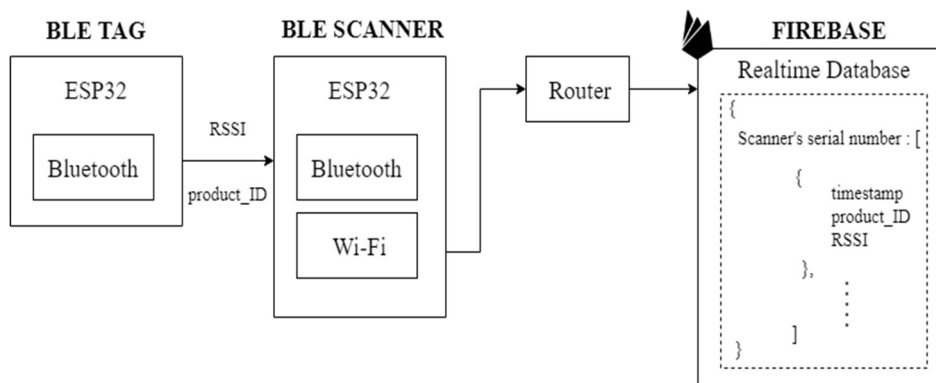 BLE TAG
ESP32
Bluetooth
RSSI
product_ID
BLE SCANNER
ESP32
Bluetooth
Wi-Fi
Router
FIREBASE
Realtime Database
{
Scanner's serial number : [
{
timestamp
product_ID
RSSI
},
]
}